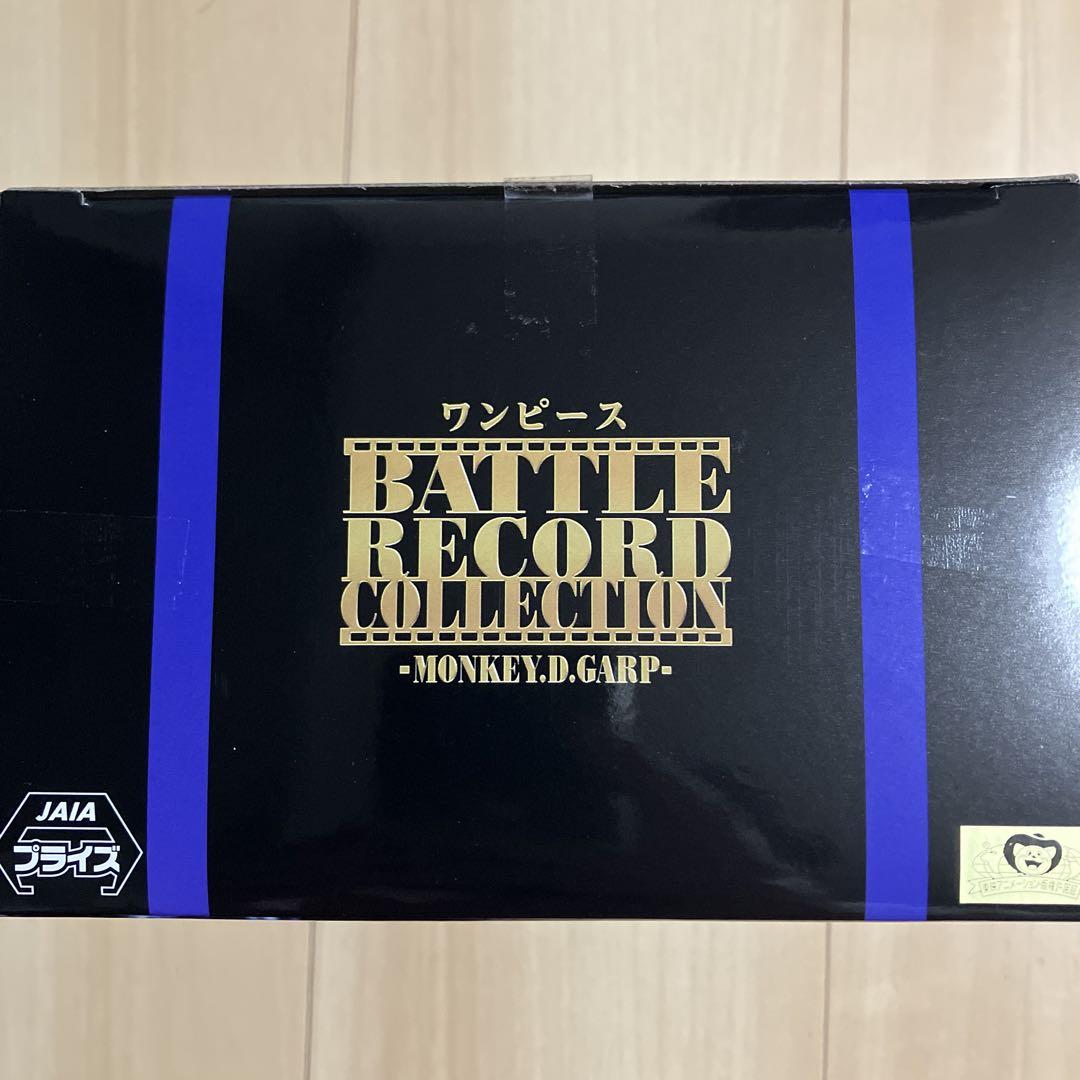 ワンピース
BATTLE
RECORD
COLLECTION
-MONKEY.D.GARP-
JAIA
プライズ